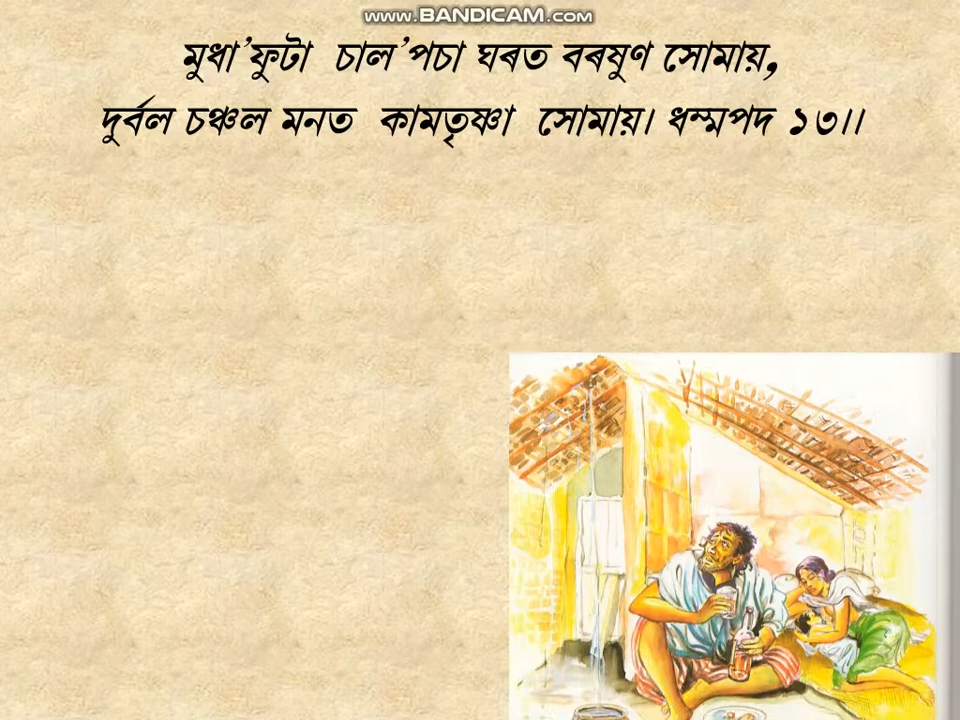 www.BANDICAM.com
মুধা’ফুটা চাল’পচা ঘৰত বৰষুণ সোমায়,
দুৰ্বল চঞ্চল মনত কামতৃষ্ণা সোমায়। ধম্মপদ ১৩।।